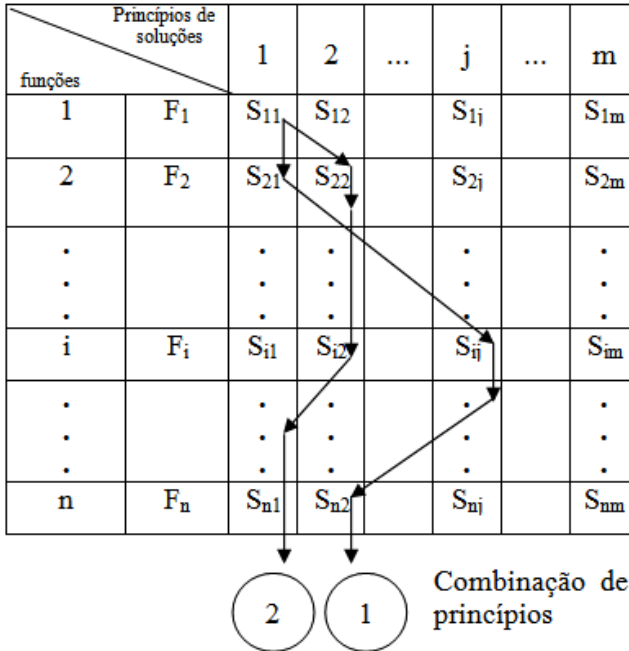 Princípios de
soluções
funções
1 2 ... j ... m
1 F₁ S₁₁ S₁₂ S₁ⱼ S₁ₘ
2 F₂ S₂₁ S₂₂ S₂ⱼ S₂ₘ
. . . . .
. . . . .
. . . . .
i Fᵢ Sᵢ₁ Sᵢ₂ Sᵢⱼ Sᵢₘ
. . . . .
. . . . .
. . . . .
n Fₙ Sₙ₁ Sₙ₂ Sₙⱼ Sₙₘ
2 1 Combinação de
princípios